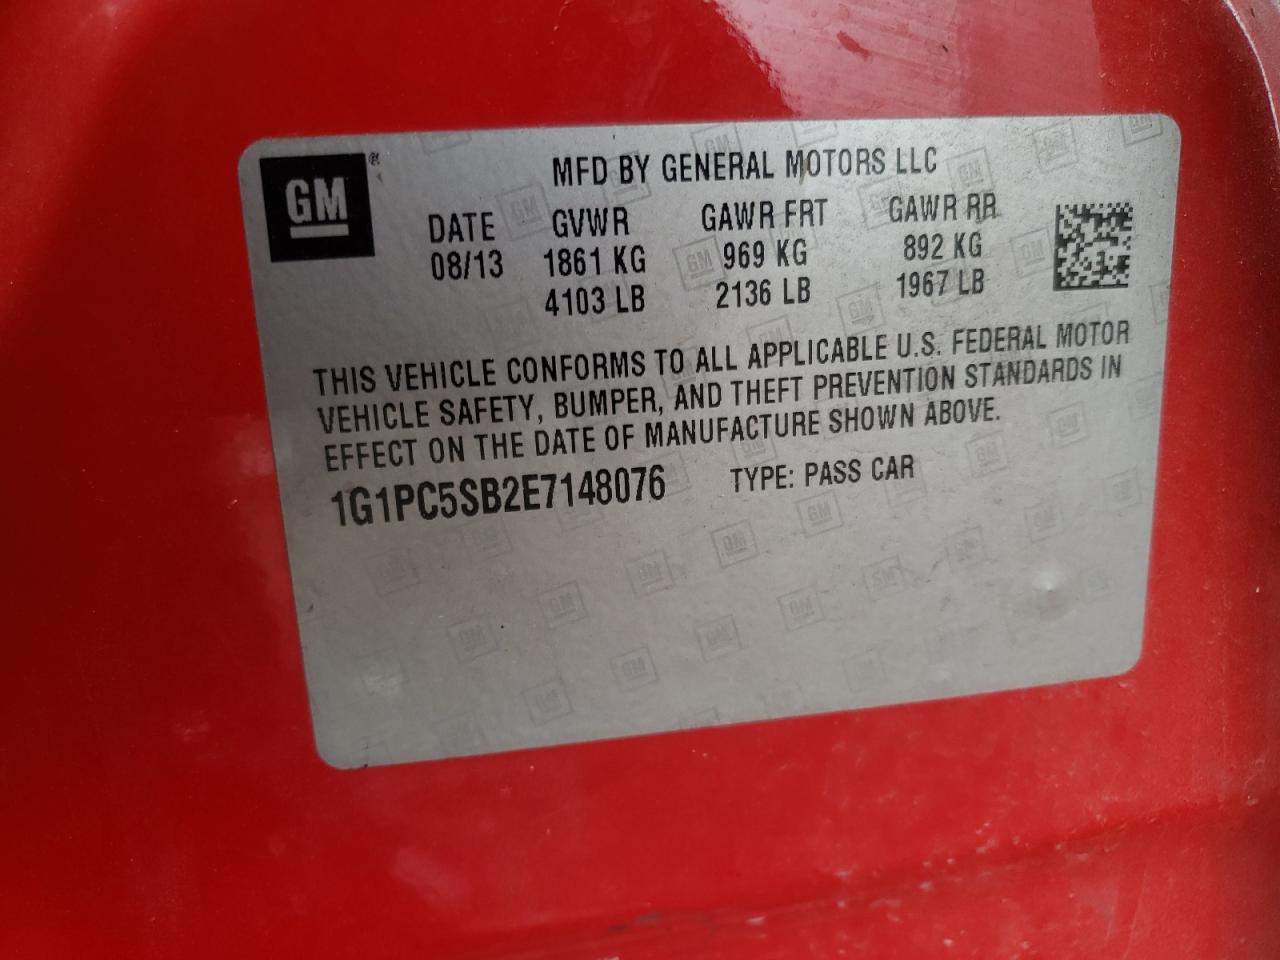 GM®
MFD BY GENERAL MOTORS LLC
DATE GVWR GAWR FRT GAWR RR
08/13 1861 KG 969 KG 892 KG
4103 LB 2136 LB 1967 LB
THIS VEHICLE CONFORMS TO ALL APPLICABLE U.S. FEDERAL MOTOR
VEHICLE SAFETY, BUMPER, AND THEFT PREVENTION STANDARDS IN
EFFECT ON THE DATE OF MANUFACTURE SHOWN ABOVE.
1G1PC5SB2E7148076 TYPE: PASS CAR